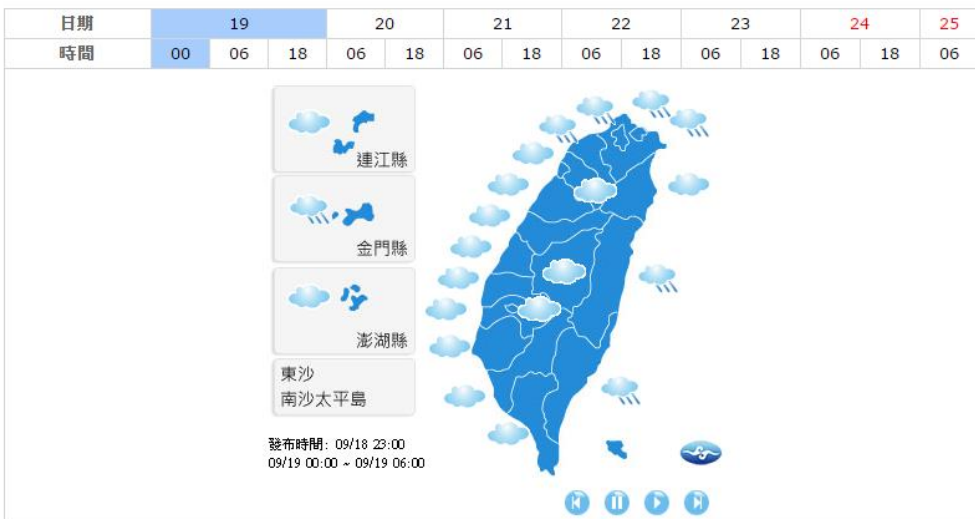 日期 19 20 21 22 23 24 25
時間 00 06 18 06 18 06 18 06 18 06 18 06 18 06
連江縣
金門縣
澎湖縣
東沙
南沙太平島
發布時間: 09/18 23:00
09/19 00:00 ~ 09/19 06:00